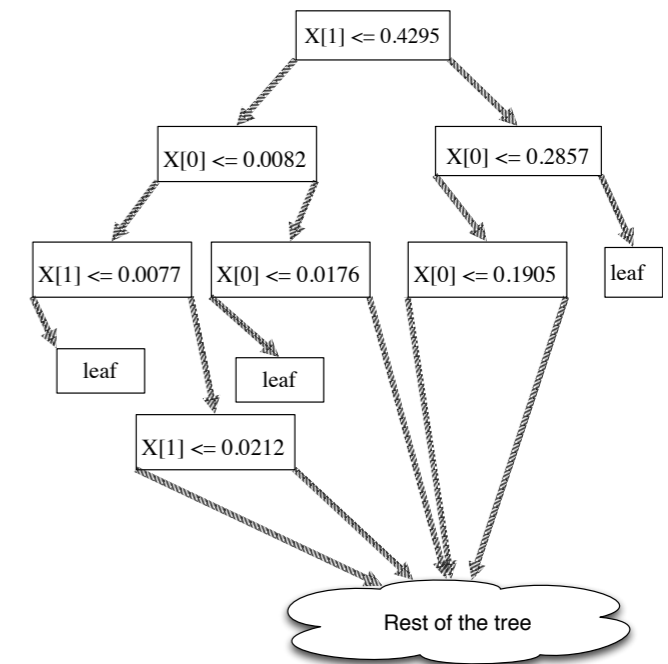 X[1] <= 0.4295
X[0] <= 0.0082
X[0] <= 0.2857
X[1] <= 0.0077
X[0] <= 0.0176
X[0] <= 0.1905
leaf
leaf
leaf
X[1] <= 0.0212
Rest of the tree